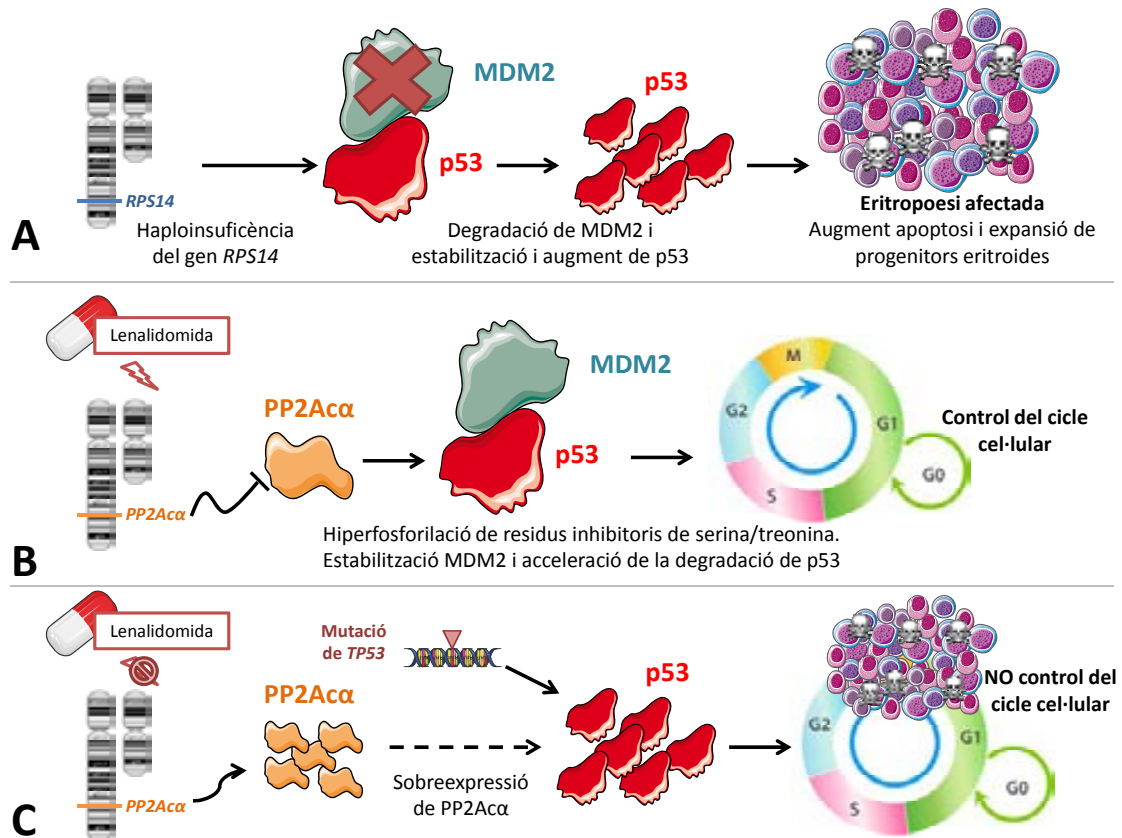 MDM2
p53
p53
RPS14
A
Haploinsuficència
del gen RPS14
Degradació de MDM2 i
estabilització i augment de p53
Eritropoesi afectada
Augment apoptosi i expansió de
progenitors eritroides
Lenalidomida
PP2Acα
PP2Acα
MDM2
p53
M
G2
G1
S
G0
Control del cicle
cel·lular
Hiperfosforilació de residus inhibitoris de serina/treonina.
Estabilització MDM2 i acceleració de la degradació de p53
B
Lenalidomida
Mutació
de TP53
PP2Acα
PP2Acα
Sobreexpressió
de PP2Acα
p53
G2
G1
S
G0
NO control del
cicle cel·lular
C